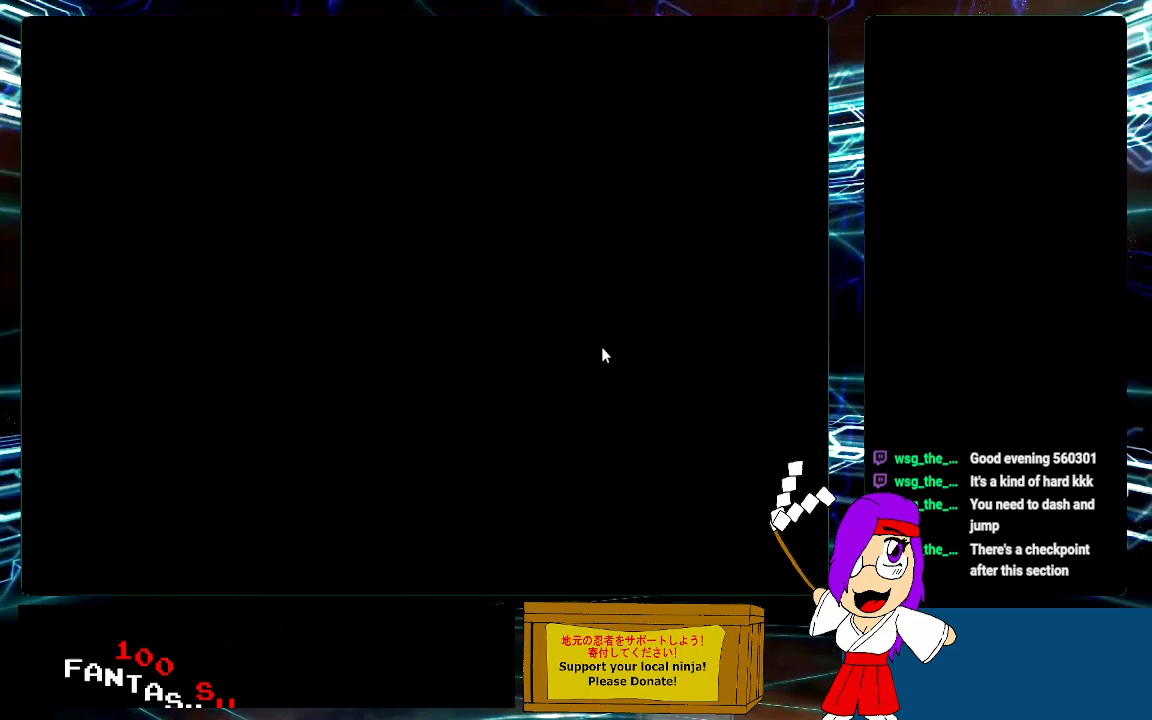 wsg_the_... Good evening 560301
wsg_the_... It's a kind of hard kkk
_the_... You need to dash and
jump
the_... There's a checkpoint
after this section
地元の忍者をサポートしよう!
寄付してください!
Support your local ninja!
Please Donate!
100
FANTAS